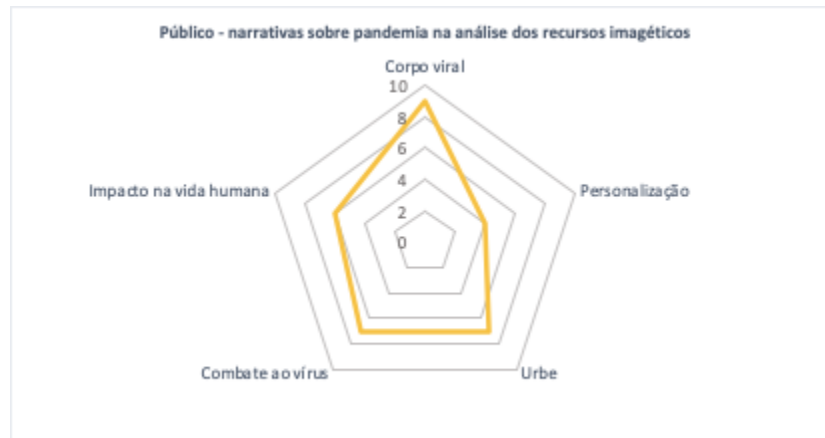 Público - narrativas sobre pandemia na análise dos recursos imagéticos
Corpo viral
10
8
6
4
2
0
Impacto na vida humana
Personalização
Combate ao vírus
Urbe